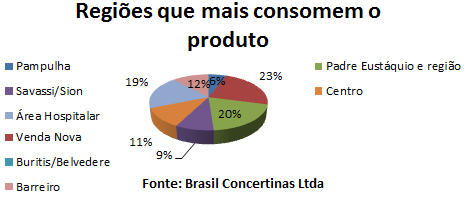 Regiões que mais consomem o
produto
Pampulha
Savassi/Sion
Área Hospitalar
Venda Nova
Buritis/Belvedere
Barreiro
Padre Eustáquio e região
Centro
6%
23%
20%
9%
11%
19%
12%
Fonte: Brasil Concertinas Ltda